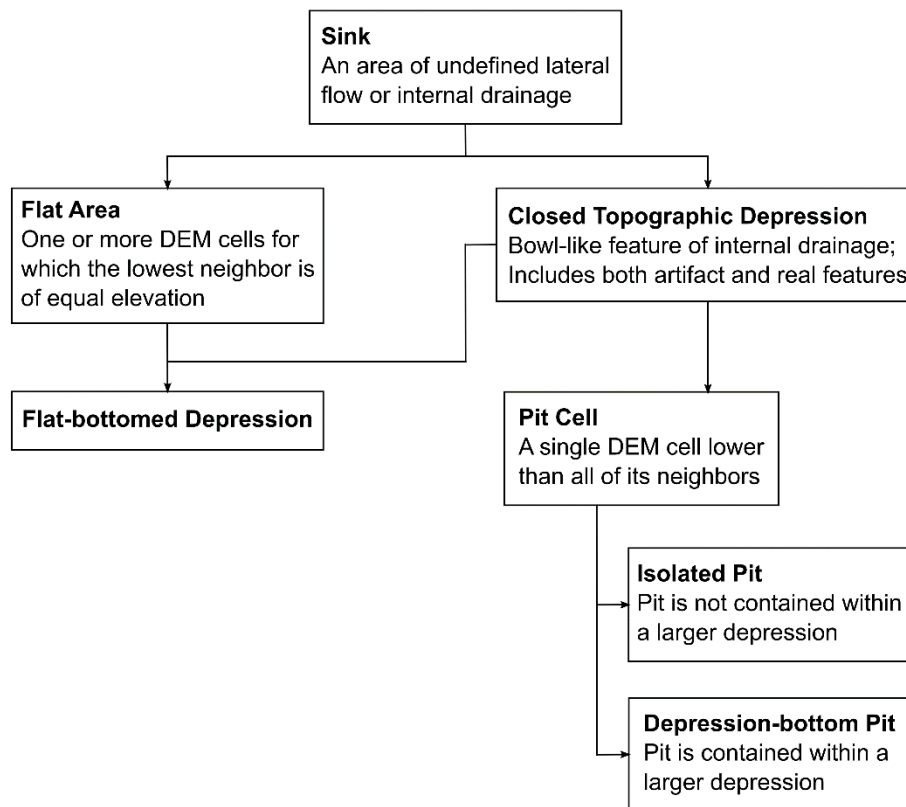 Sink
An area of undefined lateral
flow or internal drainage
Flat Area
One or more DEM cells for
which the lowest neighbor is
of equal elevation
Closed Topographic Depression
Bowl-like feature of internal drainage;
Includes both artifact and real features
Flat-bottomed Depression
Pit Cell
A single DEM cell lower
than all of its neighbors
Isolated Pit
Pit is not contained within
a larger depression
Depression-bottom Pit
Pit is contained within a
larger depression